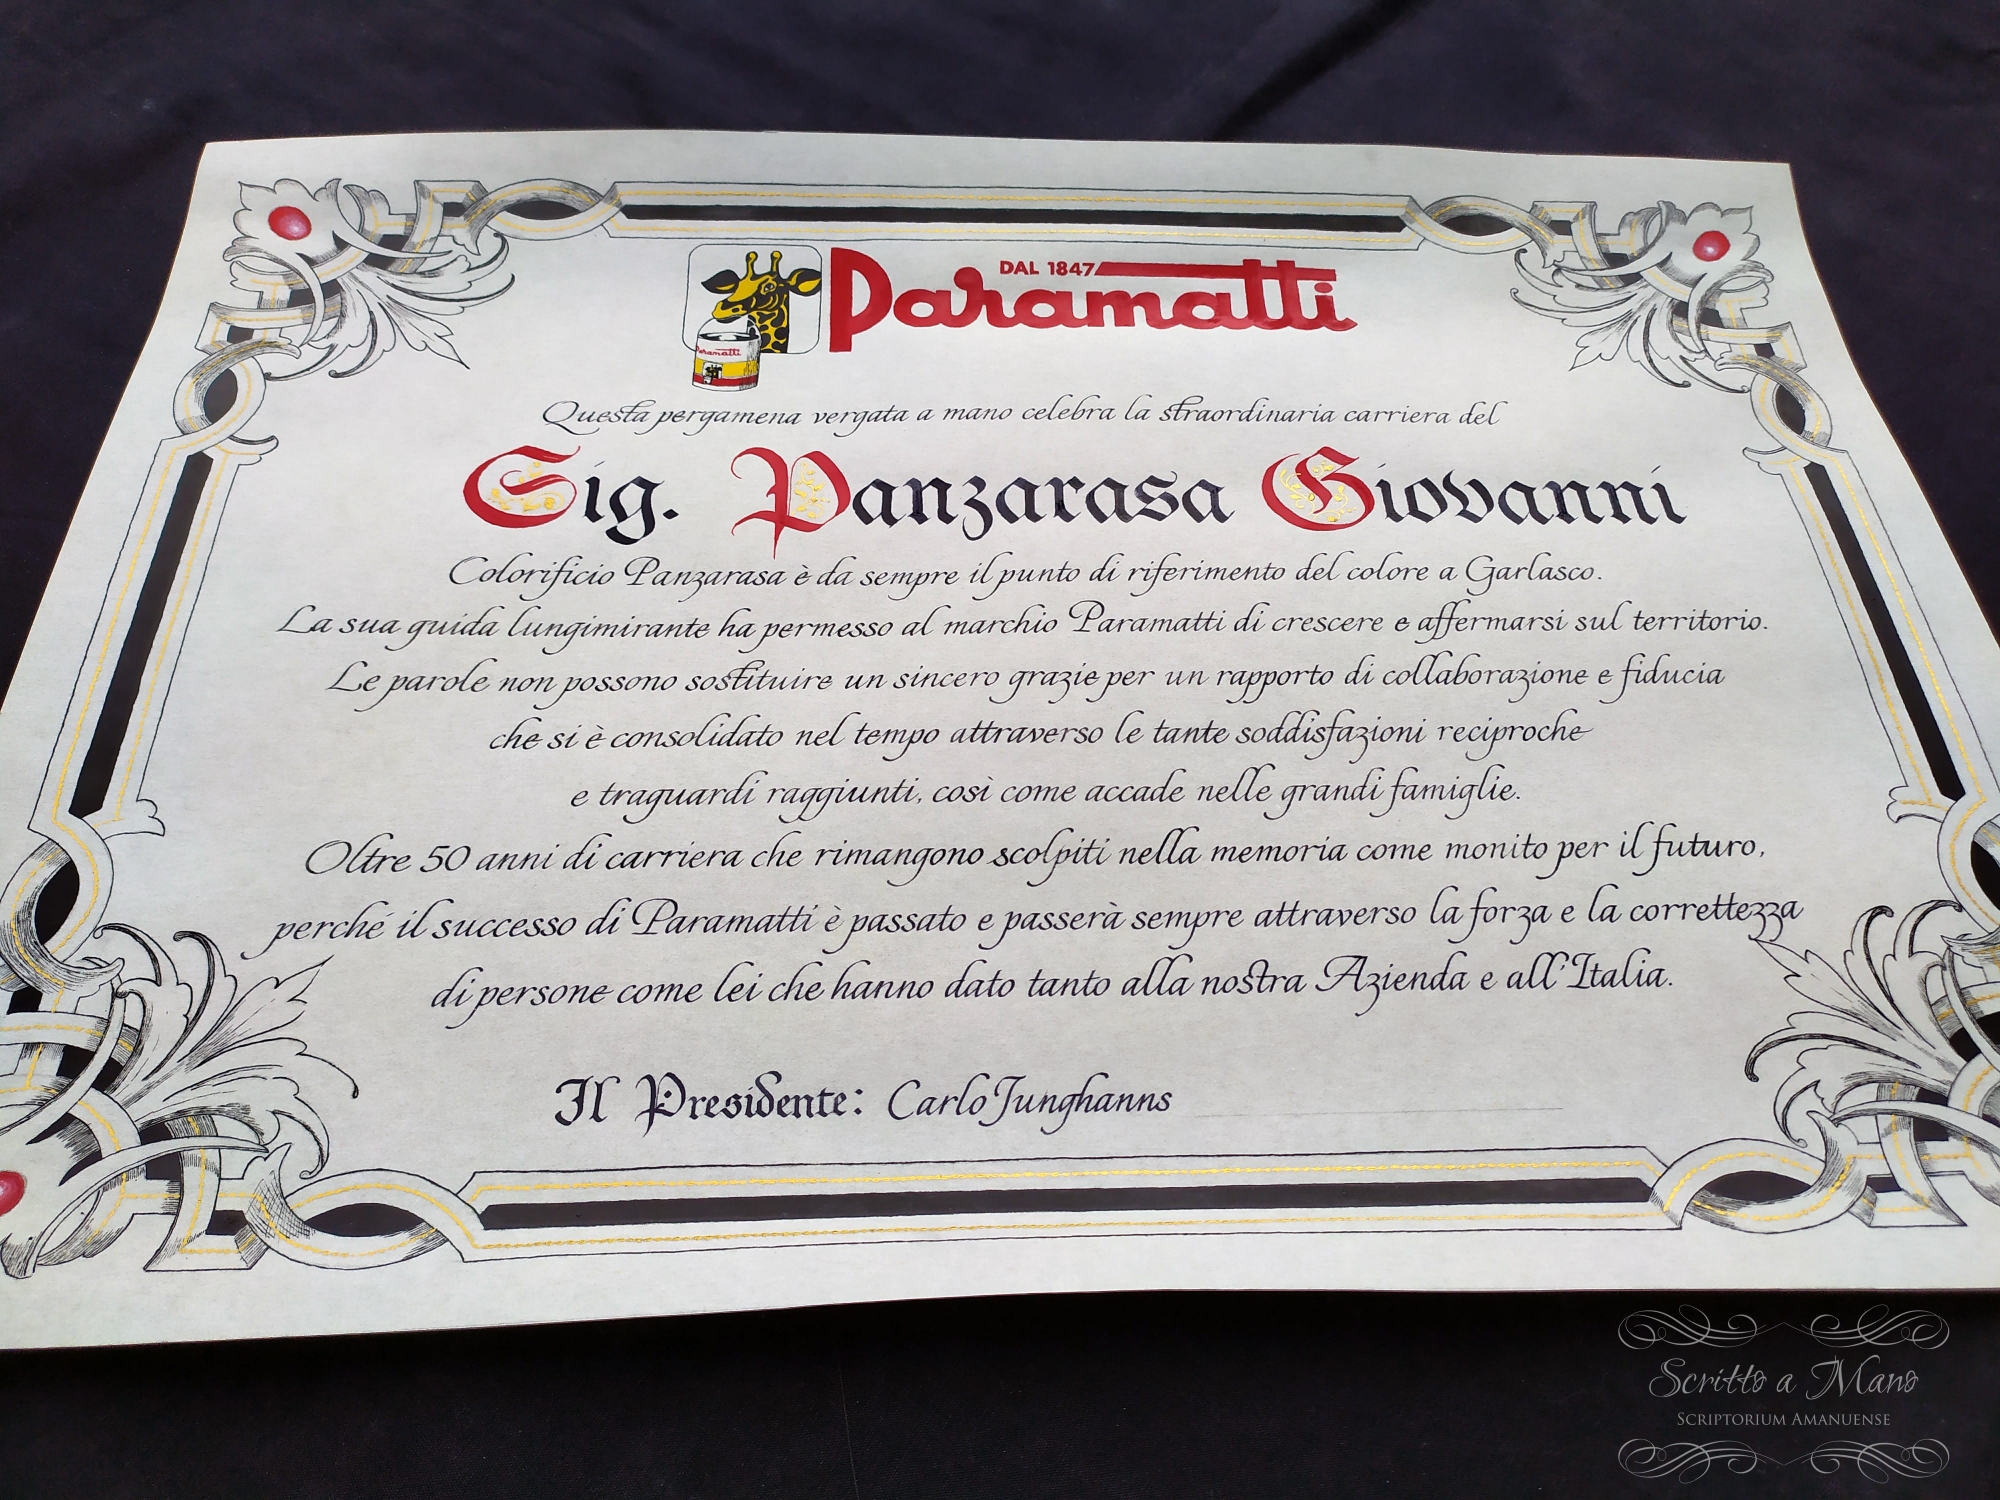 DAL 1847
Paramatti
Paramatti
Questa pergamena vergata a mano celebra la straordinaria carriera del
Sig. Panzarasa Giovanni
Colorificio Panzarasa è da sempre il punto di riferimento del colore a Garlasco.
La sua guida lungimirante ha permesso al marchio Paramatti di crescere e affermarsi sul territorio.
Le parole non possono sostituire un sincero grazie per un rapporto di collaborazione e fiducia
che si è consolidato nel tempo attraverso le tante soddisfazioni reciproche
e traguardi raggiunti, così come accade nelle grandi famiglie.
Oltre 50 anni di carriera che rimangono scolpiti nella memoria come monito per il futuro,
perché il successo di Paramatti è passato e passerà sempre attraverso la forza e la correttezza
di persone come lei che hanno dato tanto alla nostra Azienda e all'Italia.
Il Presidente: Carlo Junghanns
Scritto a Mano
Scriptorium Amanuense